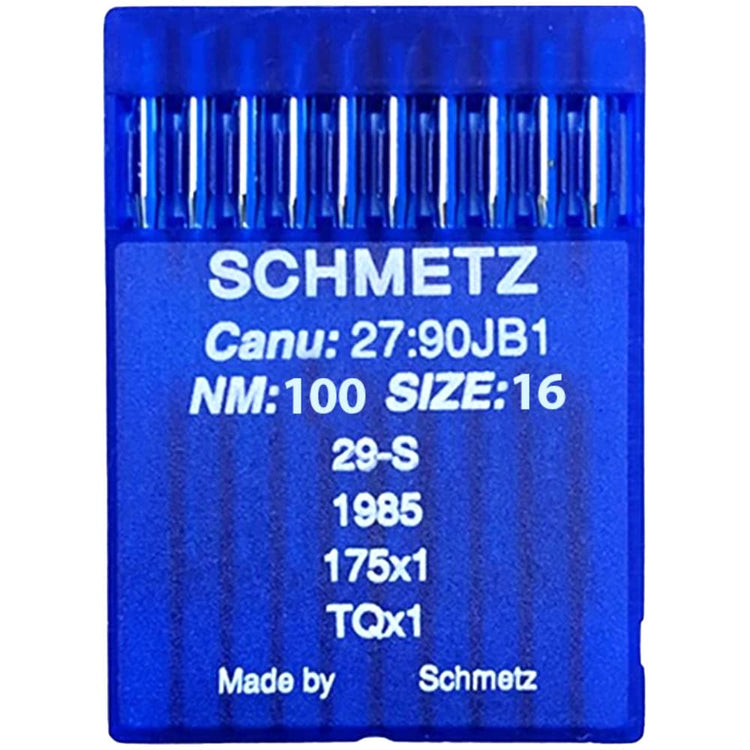 SCHMETZ
Canu: 27:90JB1
NM:100 SIZE:16
29-S
1985
175x1
TQx1
Made by Schmetz